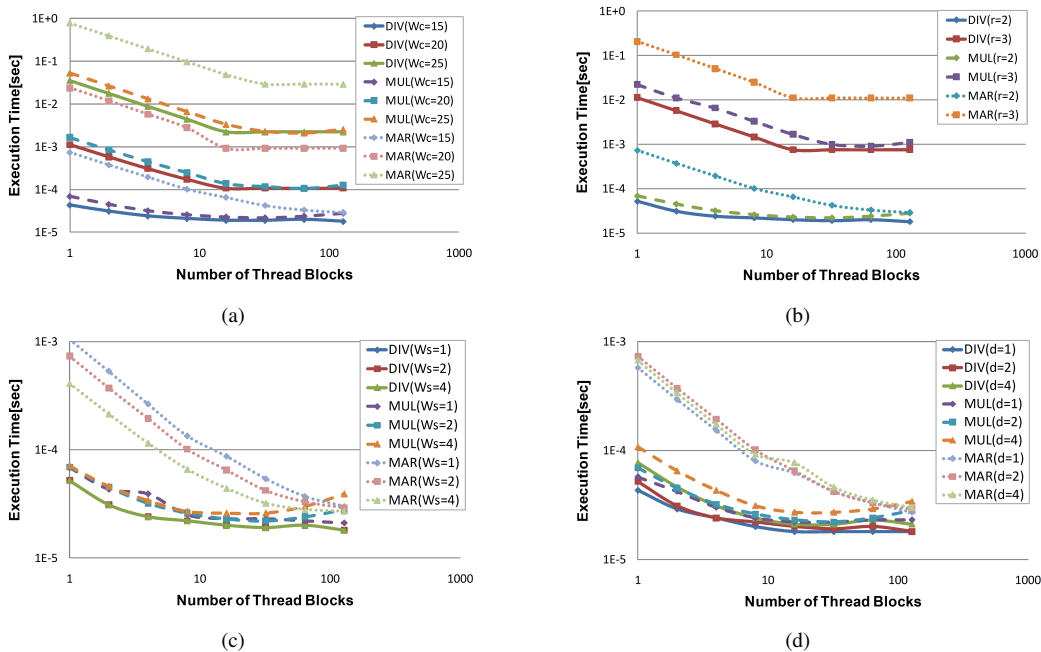 1E+0
1E-1
1E-2
1E-3
1E-4
1E-5
Execution Time[sec]
1
10
100
1000
Number of Thread Blocks
DIV(Wc=15)
DIV(Wc=20)
DIV(Wc=25)
MUL(Wc=15)
MUL(Wc=20)
MUL(Wc=25)
MAR(Wc=15)
MAR(Wc=20)
MAR(Wc=25)
(a)
1E+0
1E-1
1E-2
1E-3
1E-4
1E-5
Execution Time[sec]
1
10
100
1000
Number of Thread Blocks
DIV(r=2)
DIV(r=3)
MUL(r=2)
MUL(r=3)
MAR(r=2)
MAR(r=3)
(b)
1E-3
1E-4
1E-5
Execution Time[sec]
1
10
100
1000
Number of Thread Blocks
DIV(Ws=1)
DIV(Ws=2)
DIV(Ws=4)
MUL(Ws=1)
MUL(Ws=2)
MUL(Ws=4)
MAR(Ws=1)
MAR(Ws=2)
MAR(Ws=4)
(c)
1E-3
1E-4
1E-5
Execution Time[sec]
1
10
100
1000
Number of Thread Blocks
DIV(d=1)
DIV(d=2)
DIV(d=4)
MUL(d=1)
MUL(d=2)
MUL(d=4)
MAR(d=1)
MAR(d=2)
MAR(d=4)
(d)